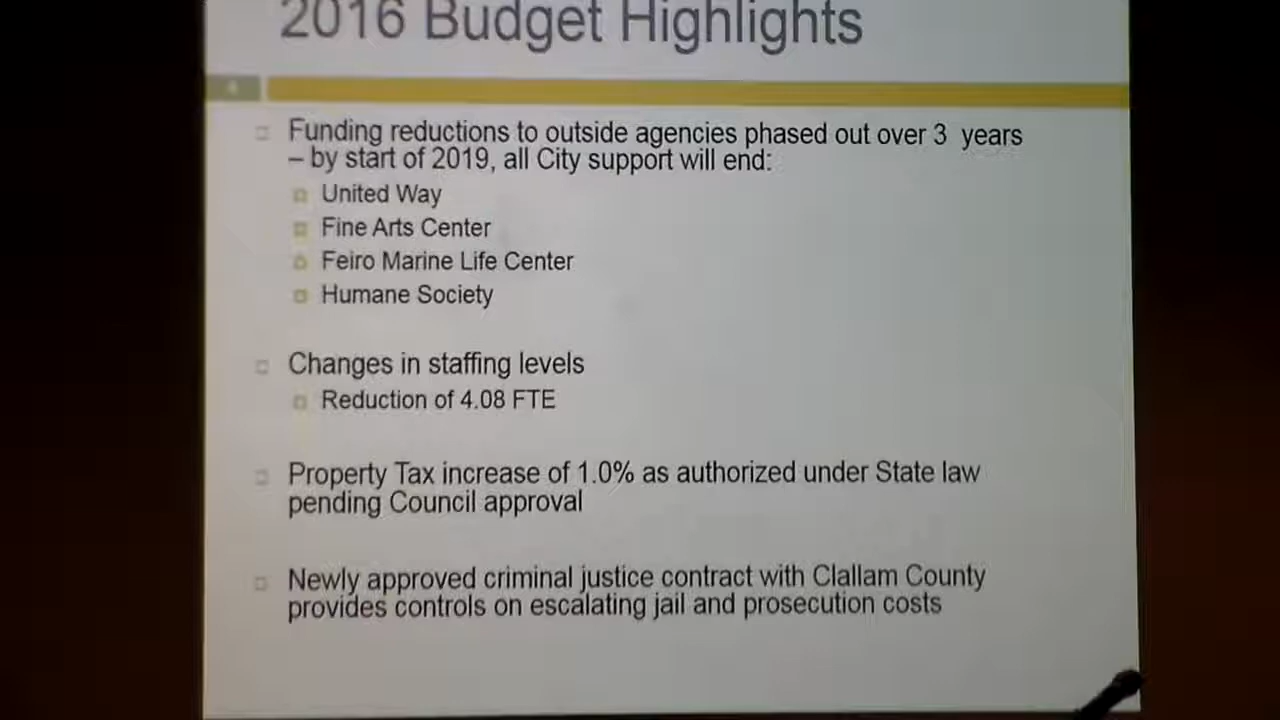 2016 Budget Highlights
4
Funding reductions to outside agencies phased out over 3 years
– by start of 2019, all City support will end:
United Way
Fine Arts Center
Feiro Marine Life Center
Humane Society
Changes in staffing levels
Reduction of 4.08 FTE
Property Tax increase of 1.0% as authorized under State law
pending Council approval
Newly approved criminal justice contract with Clallam County
provides controls on escalating jail and prosecution costs